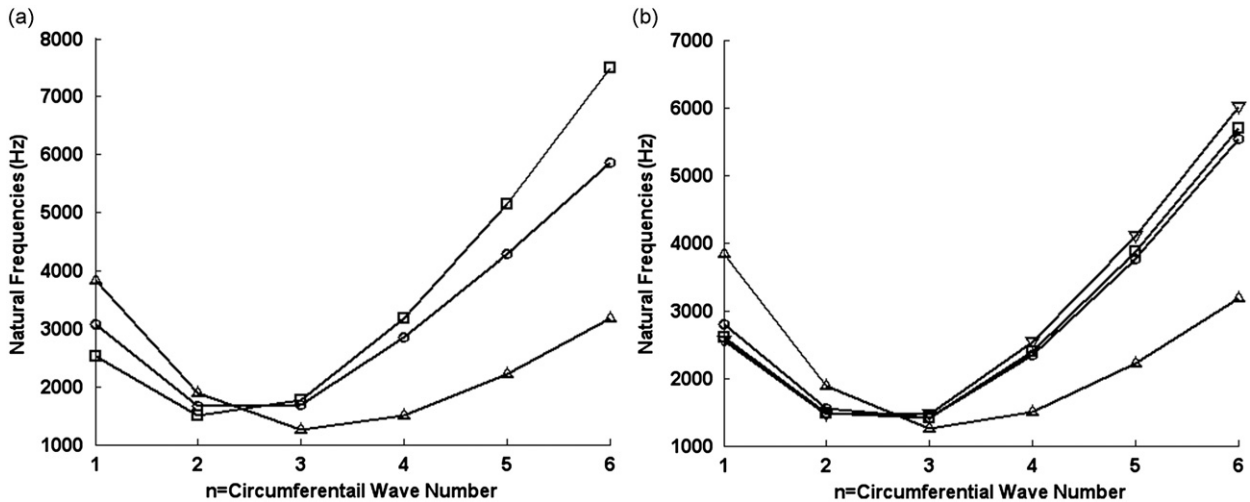 (a)
Natural Frequencies (Hz)
8000
7000
6000
5000
4000
3000
2000
1000
1 2 3 4 5 6
n=Circumferentail Wave Number
(b)
Natural Frequencies (Hz)
7000
6000
5000
4000
3000
2000
1000
1 2 3 4 5 6
n=Circumferential Wave Number